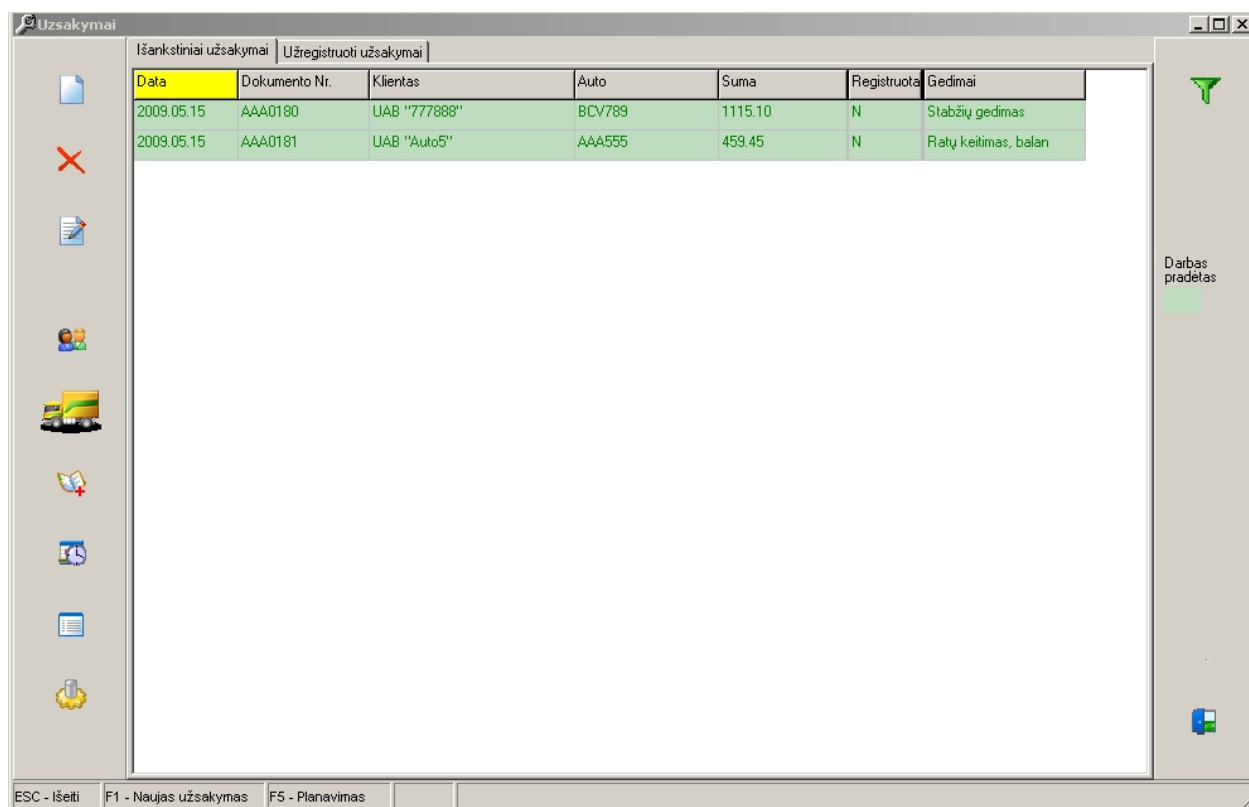 Uzsakymai
Išankstiniai užsakymai Užregistruoti užsakymai
Data Dokumento Nr. Klientas Auto Suma Registruota Gedimai
2009.05.15 AAA0180 UAB "777888" BCV789 1115.10 N Stabžių gedimas
2009.05.15 AAA0181 UAB "Auto5" AAA555 459.45 N Ratų keitimas, balan
Darbas
pradėtas
ESC - Išeiti F1 - Naujas užsakymas F5 - Planavimas